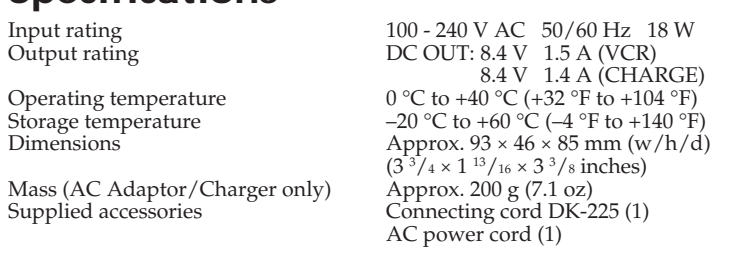 Specifications
Input rating 100 - 240 V AC 50/60 Hz 18 W
Output rating DC OUT: 8.4 V 1.5 A (VCR)
8.4 V 1.4 A (CHARGE)
Operating temperature 0 °C to +40 °C (+32 °F to +104 °F)
Storage temperature –20 °C to +60 °C (–4 °F to +140 °F)
Dimensions Approx. 93 × 46 × 85 mm (w/h/d)
(3 3/4 × 1 13/16 × 3 3/8 inches)
Mass (AC Adaptor/Charger only) Approx. 200 g (7.1 oz)
Supplied accessories Connecting cord DK-225 (1)
AC power cord (1)